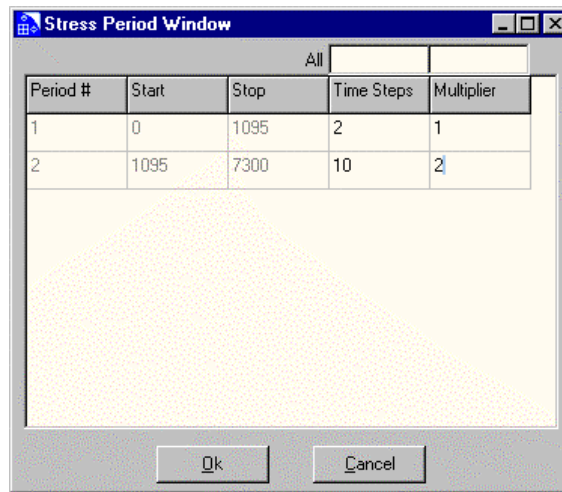 Stress Period Window
All
Period # Start Stop Time Steps Multiplier
1 0 1095 2 1
2 1095 7300 10 2
Ok Cancel